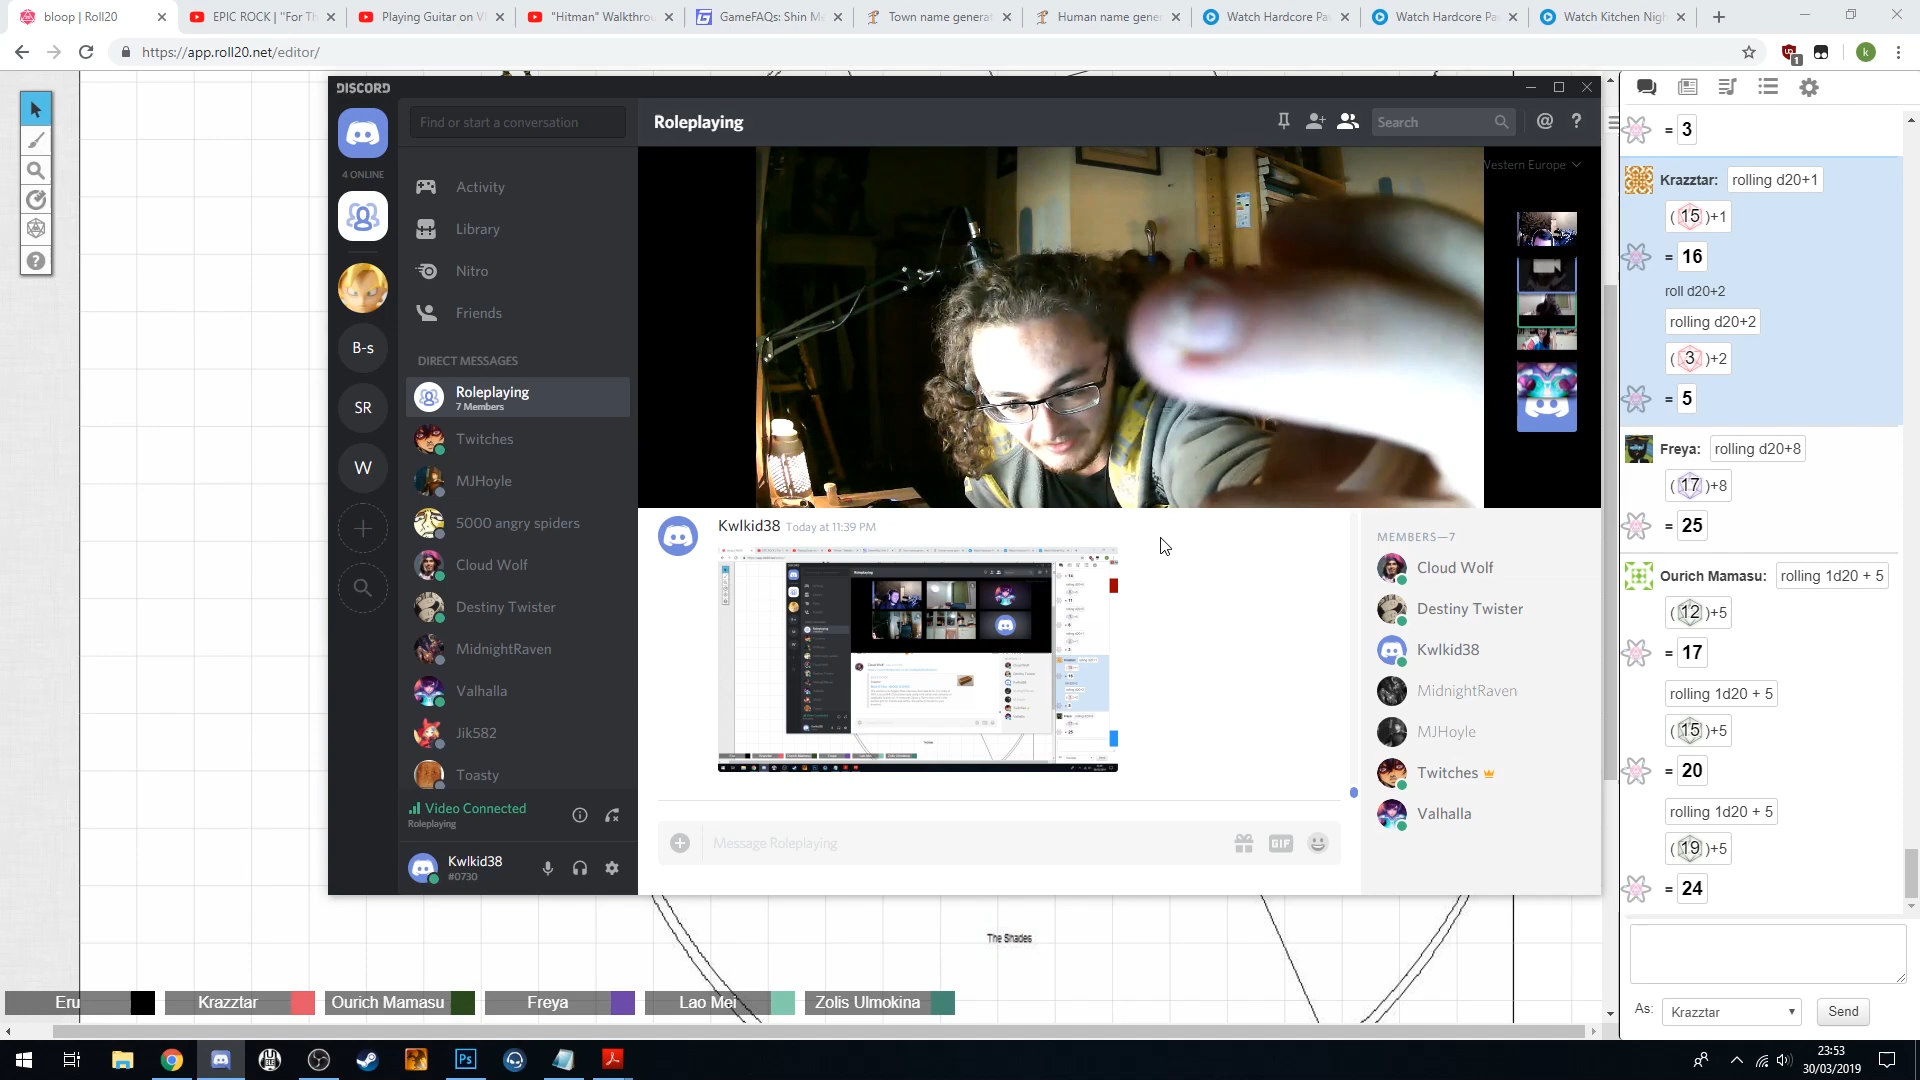 bloop | Roll20
EPIC ROCK | "For Th
Playing Guitar on V
"Hitman" Walkthrou
GameFAQs: Shin M
Town name generat
Human name gener
Watch Hardcore Pa
Watch Hardcore Pa
Watch Kitchen Nigh
https://app.roll20.net/editor/
k
DISCORD
4 ONLINE
B-s
SR
W
Find or start a conversation
Activity
Library
Nitro
Friends
DIRECT MESSAGES
Roleplaying
7 Members
Twitches
MJHoyle
5000 angry spiders
Cloud Wolf
Destiny Twister
MidnightRaven
Valhalla
Jik582
Toasty
Video Connected
Roleplaying
Kwlkid38
#0730
Roleplaying
Search
Western Europe
Kwlkid38 Today at 11:39 PM
Message Roleplaying
GIF
MEMBERS—7
Cloud Wolf
Destiny Twister
Kwlkid38
MidnightRaven
MJHoyle
Twitches
Valhalla
= 3
Krazztar: rolling d20+1
(15)+1
= 16
roll d20+2
rolling d20+2
(3)+2
= 5
Freya: rolling d20+8
(17)+8
= 25
Ourich Mamasu: rolling 1d20 + 5
(12)+5
= 17
rolling 1d20 + 5
(15)+5
= 20
rolling 1d20 + 5
(19)+5
= 24
As: Krazztar
Send
The Shades
Eru
Krazztar
Ourich Mamasu
Freya
Lao Mei
Zolis Ulmokina
Ps
23:53
30/03/2019